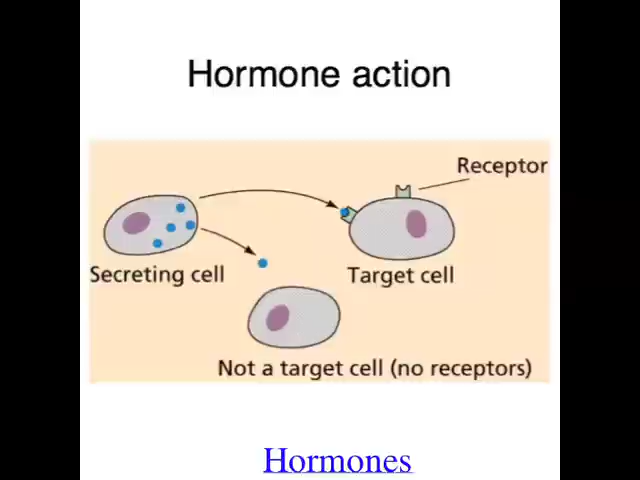 Hormone action
Receptor
Secreting cell
Target cell
Not a target cell (no receptors)
Hormones